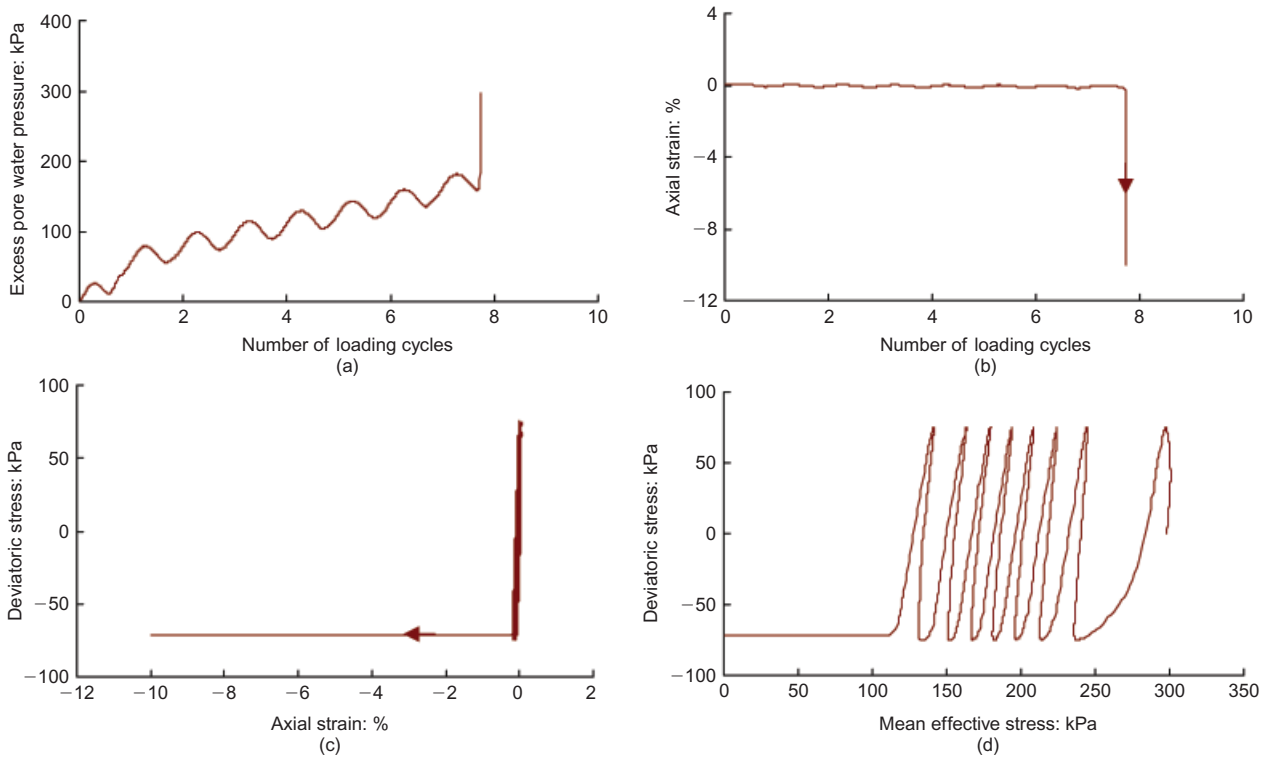 Excess pore water pressure: kPa
400
300
200
100
0
0 2 4 6 8 10
Number of loading cycles
(a)
Axial strain: %
4
0
−4
−8
−12
0 2 4 6 8 10
Number of loading cycles
(b)
Deviatoric stress: kPa
100
50
0
−50
−100
−12 −10 −8 −6 −4 −2 0 2
Axial strain: %
(c)
Deviatoric stress: kPa
100
50
0
−50
−100
0 50 100 150 200 250 300 350
Mean effective stress: kPa
(d)